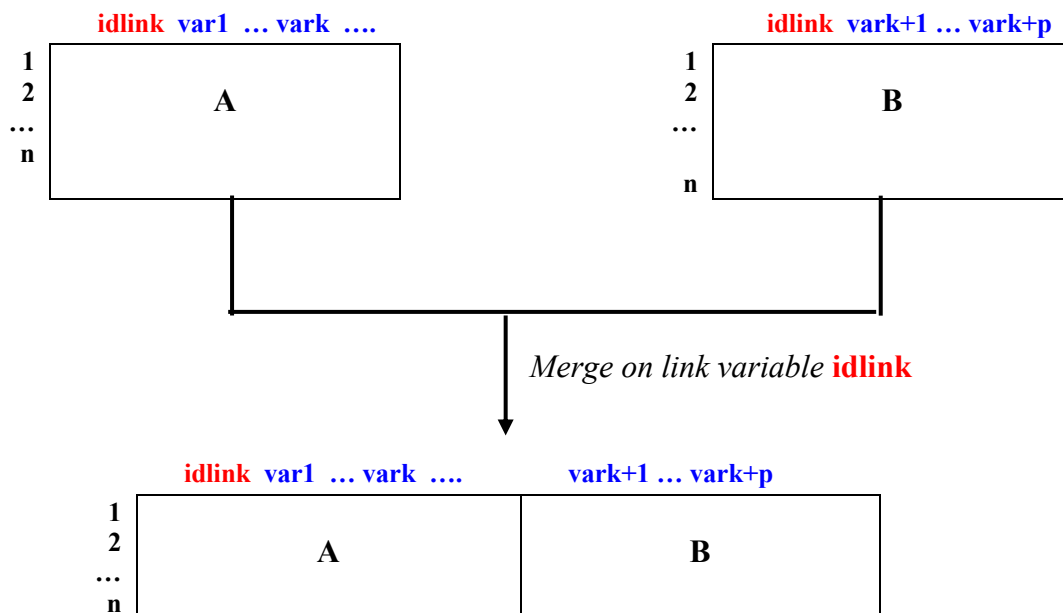 idlink var1 … vark ….
idlink vark+1 … vark+p
1
2
…
n
A
1
2
…
n
B
Merge on link variable idlink
idlink var1 … vark ….
vark+1 … vark+p
1
2
…
n
A
B